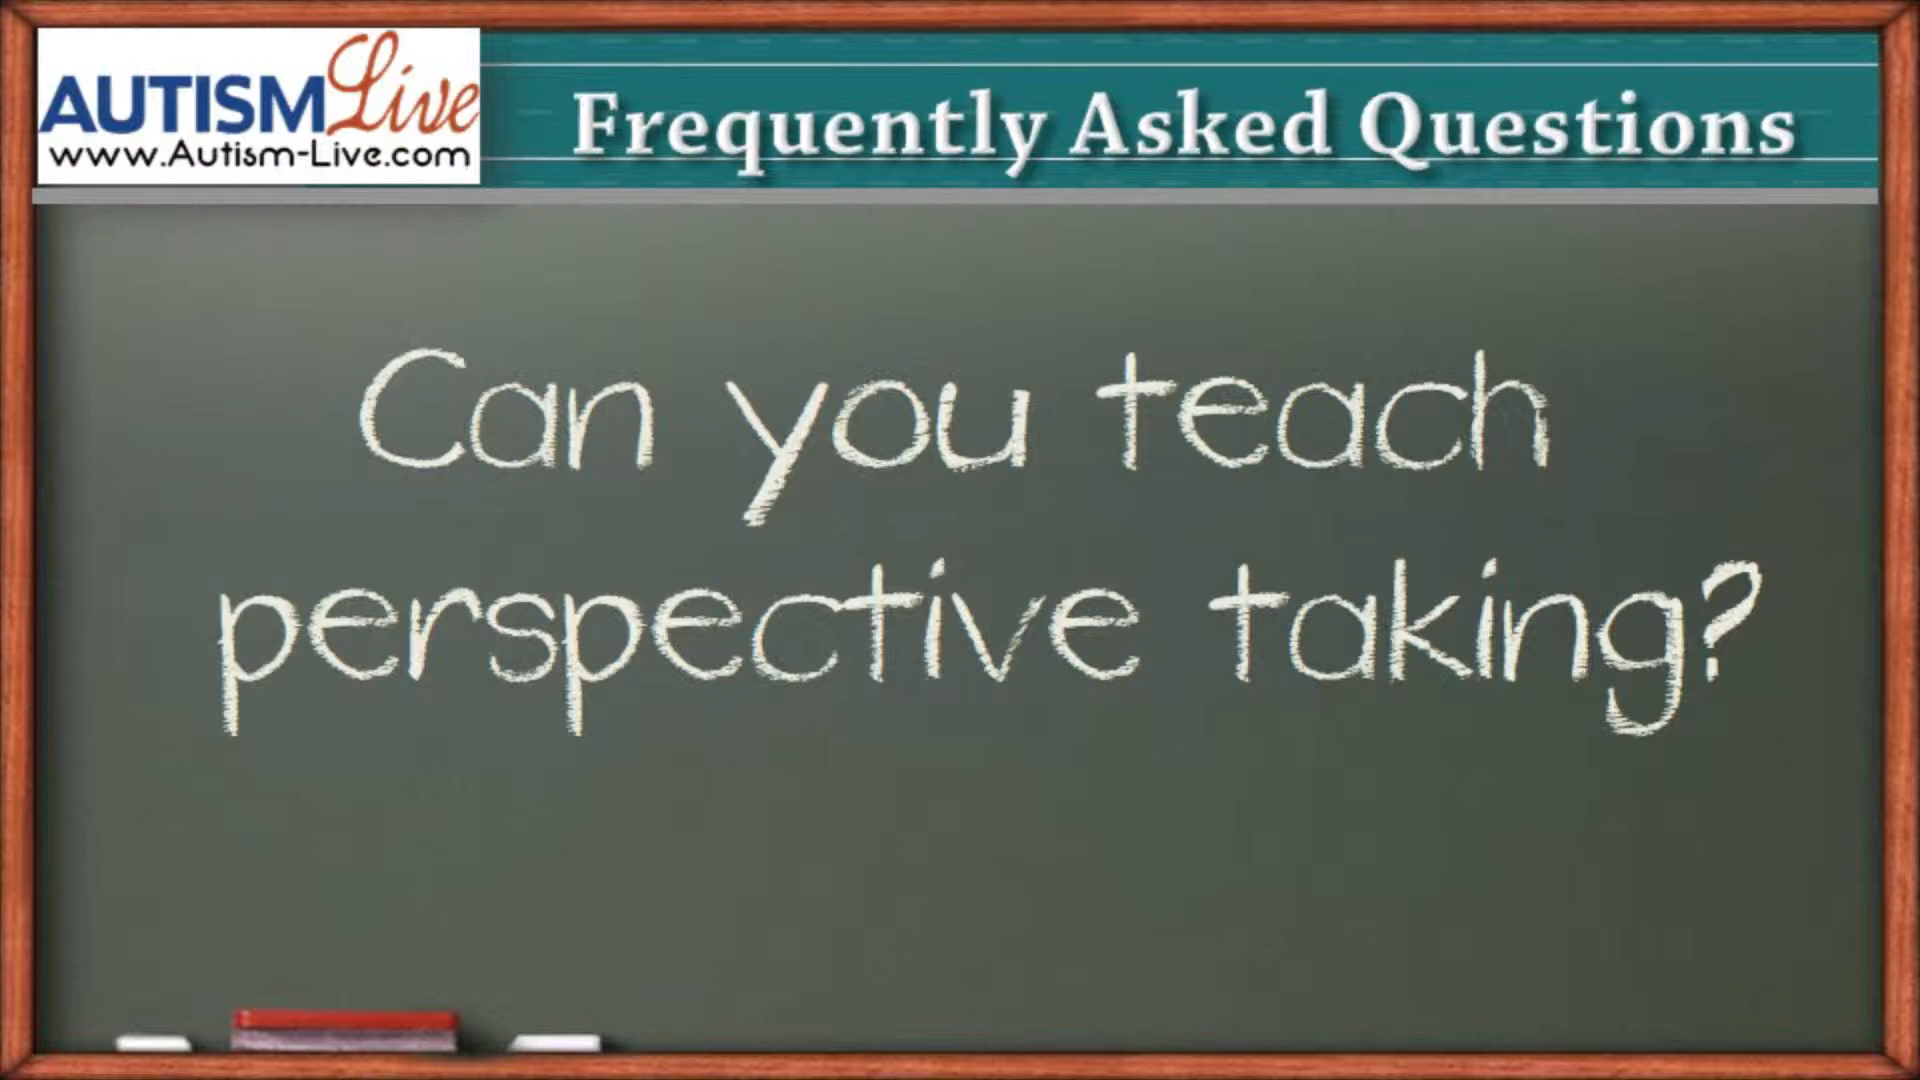 AUTISM Live
www.Autism-Live.com
Frequently Asked Questions
Can you teach
perspective taking?